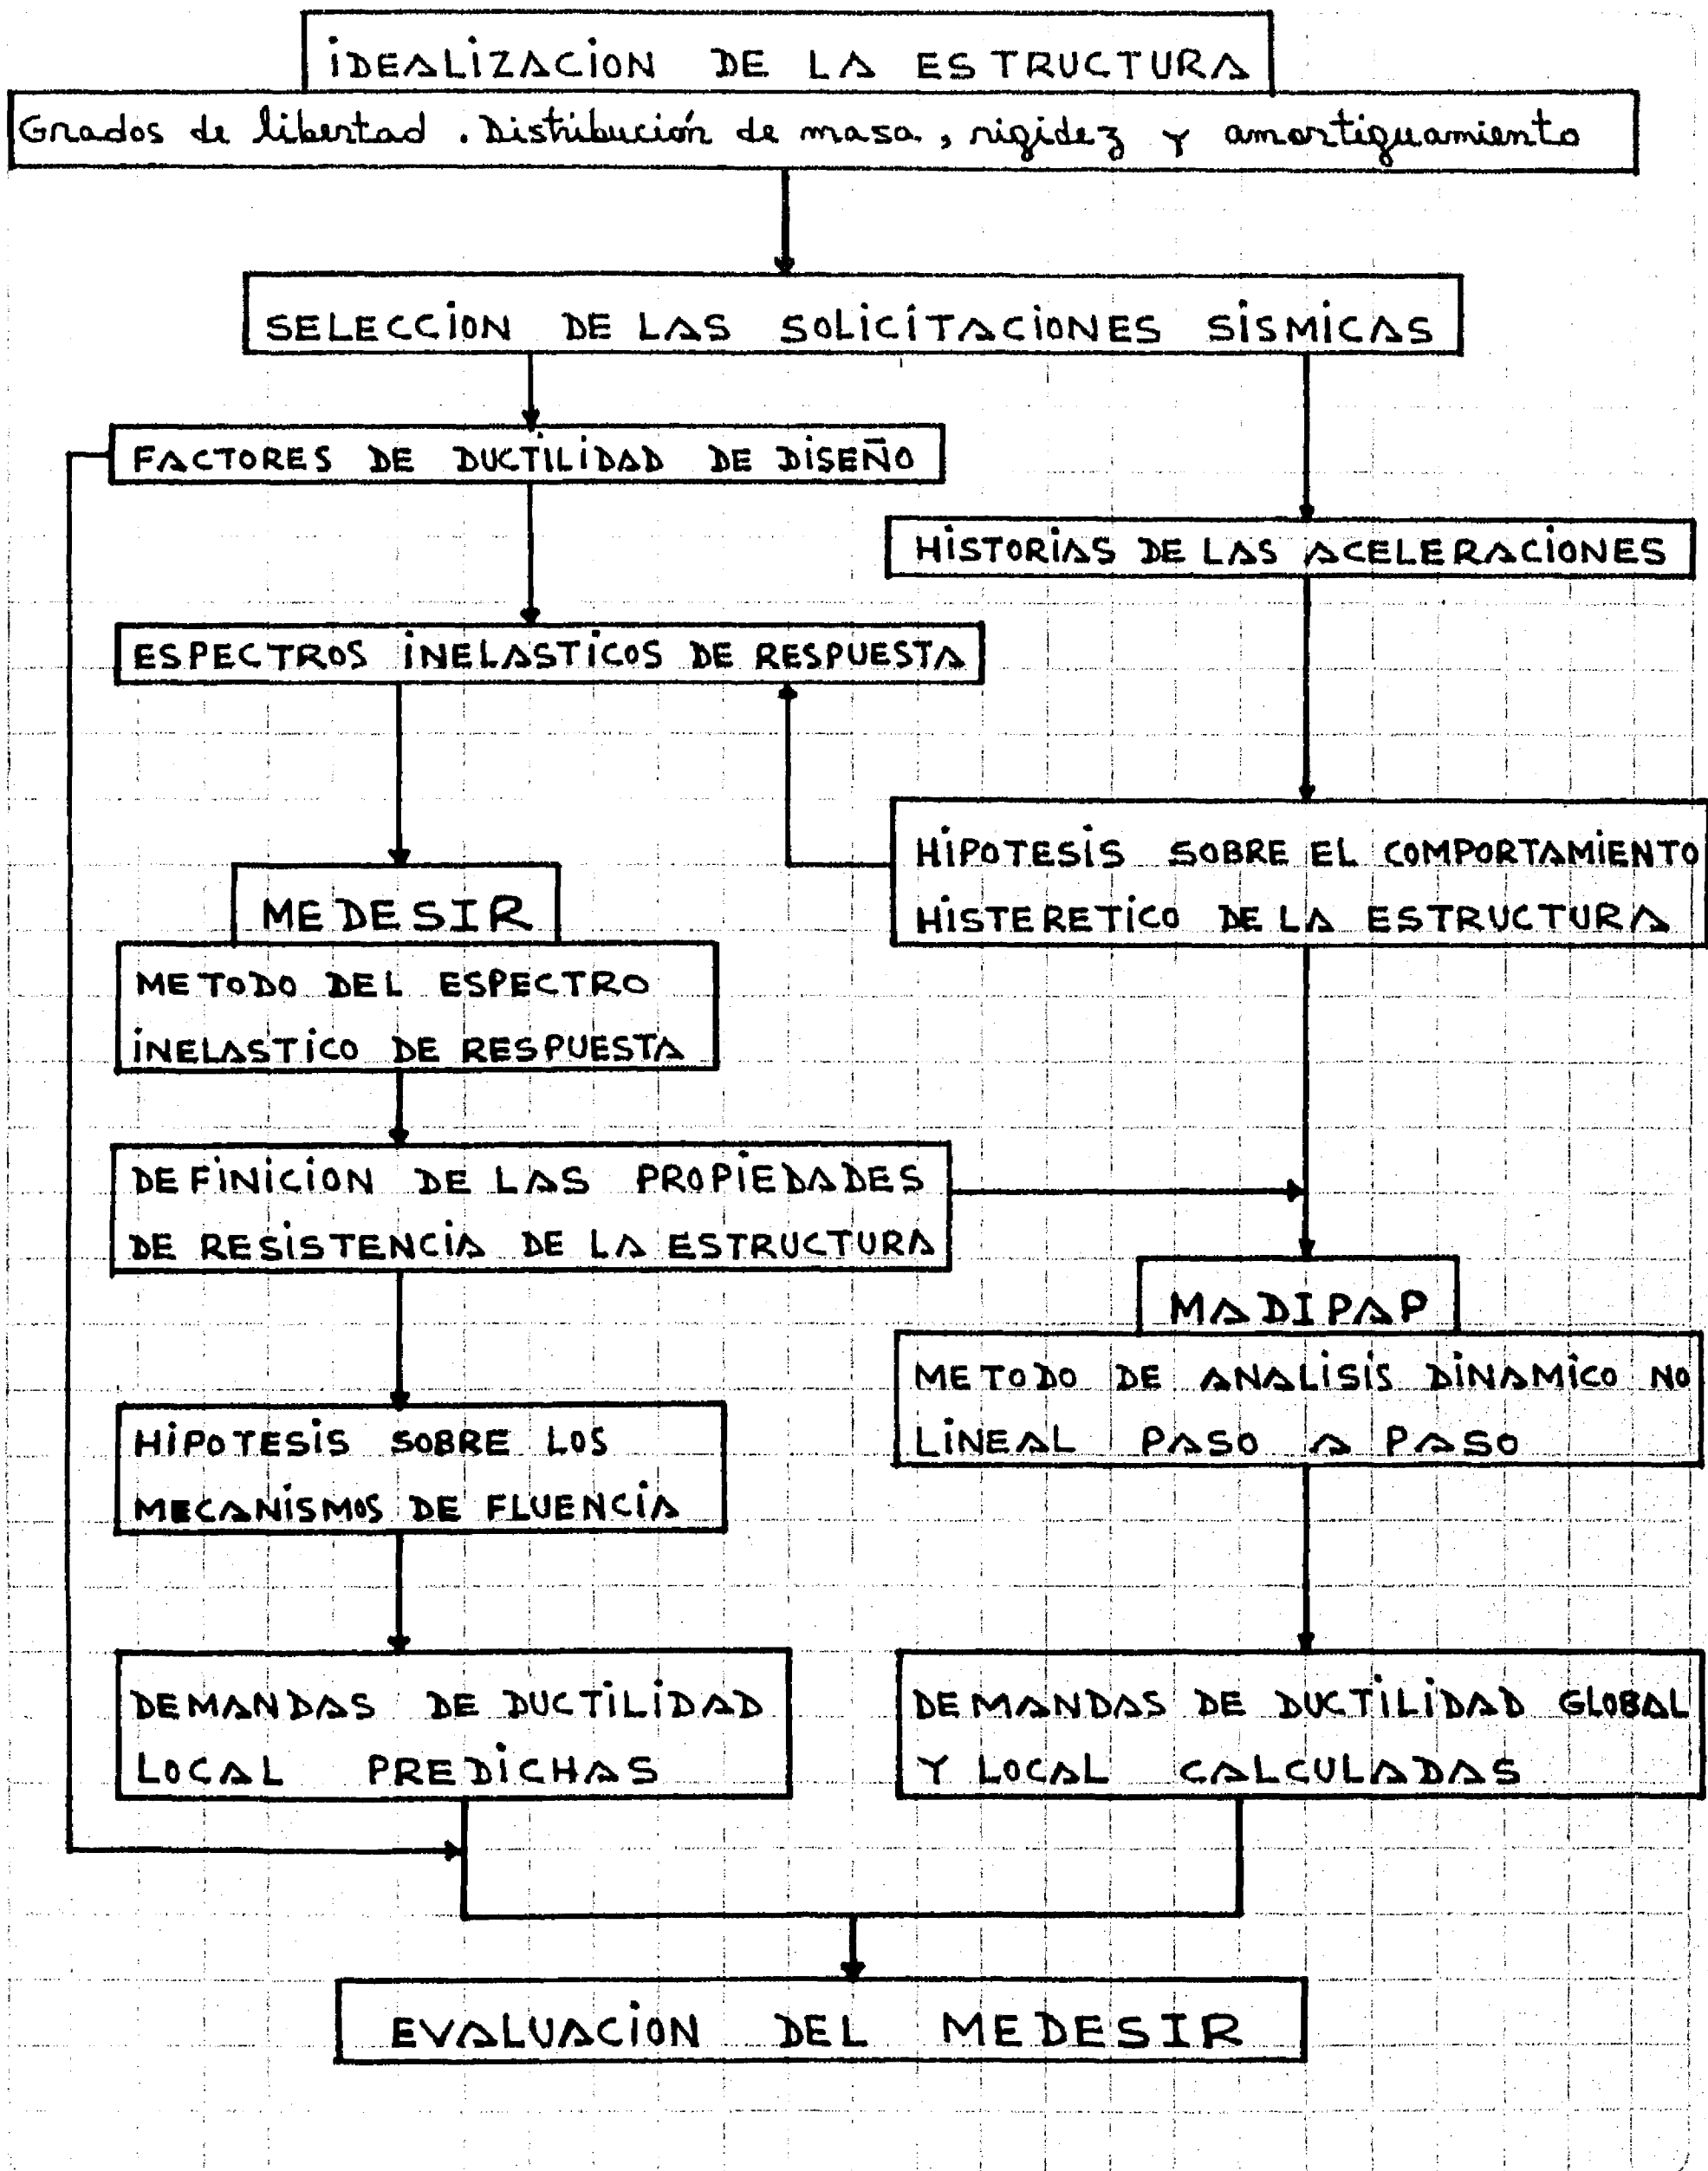 IDEALIZACION DE LA ESTRUCTURA
Grados de libertad. Distribución de masa, rigidez y amortiguamiento
SELECCION DE LAS SOLICITACIONES SISMICAS
FACTORES DE DUCTILIDAD DE DISEÑO
HISTORIAS DE LAS ACELERACIONES
ESPECTROS INELASTICOS DE RESPUESTA
HIPOTESIS SOBRE EL COMPORTAMIENTO
HISTERETICO DE LA ESTRUCTURA
MEDESIR
METODO DEL ESPECTRO
INELASTICO DE RESPUESTA
DEFINICION DE LAS PROPIEDADES
DE RESISTENCIA DE LA ESTRUCTURA
MADIPAP
METODO DE ANALISIS DINAMICO NO
LINEAL PASO A PASO
HIPOTESIS SOBRE LOS
MECANISMOS DE FLUENCIA
DEMANDAS DE DUCTILIDAD
LOCAL PREDICHAS
DEMANDAS DE DUCTILIDAD GLOBAL
Y LOCAL CALCULADAS
EVALUACION DEL MEDESIR